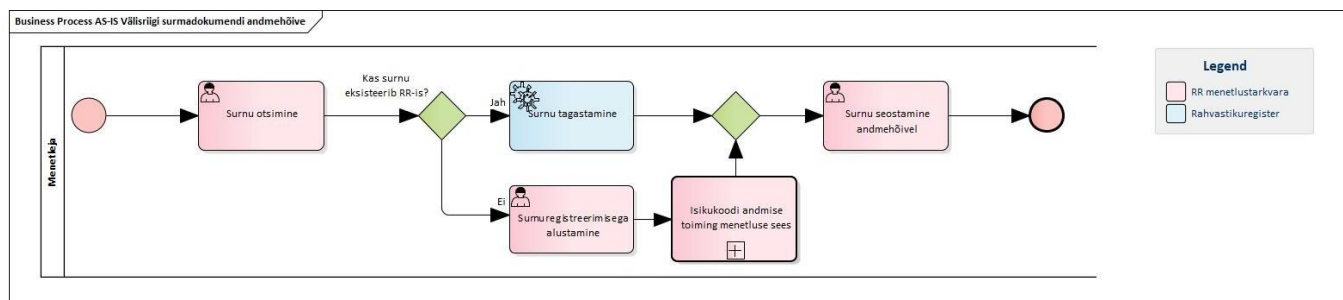 Business Process AS-IS Välisriigi surmadokumendi andmehõive
Menetleja
Surnu otsimine
Kas surnu
eksisteerib RR-is?
Jah
Surnu tagastamine
Ei
Surnuregistreerimisega
alustamine
Isikukoodi andmise
toiming menetluse sees
Surnu seostamine
andmehõivel
Legend
RR menetlustarkvara
Rahvastikuregister